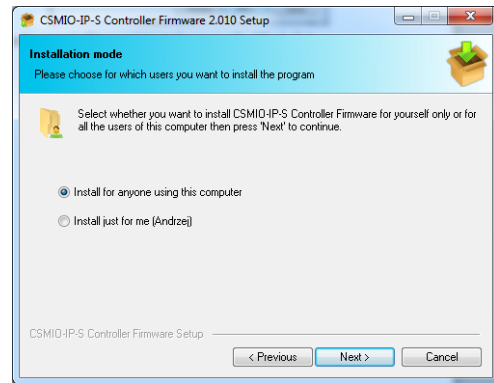 CSMIO-IP-S Controller Firmware 2.010 Setup
Installation mode
Please choose for which users you want to install the program
Select whether you want to install CSMIO-IP-S Controller Firmware for yourself only or for
all the users of this computer then press 'Next' to continue.
Install for anyone using this computer
Install just for me (Andrzej)
CSMIO-IP-S Controller Firmware Setup
< Previous
Next >
Cancel